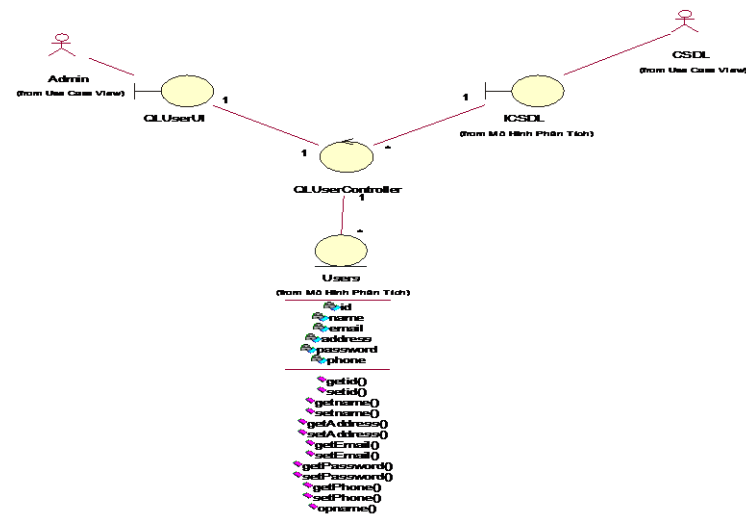 CSDL
(from Use Case View)
Admin
(from Use Case View)
1
QLUserUI
1
ICSDL
(from Mô Hình Phân Tích)
1
*
QLUserController
1
*
Users
(from Mô Hình Phân Tích)
id
name
email
address
password
phone
getid()
setid()
getname()
setname()
getAddress()
setAddress()
getEmail()
setEmail()
getPassword()
setPassword()
getPhone()
setPhone()
opname()